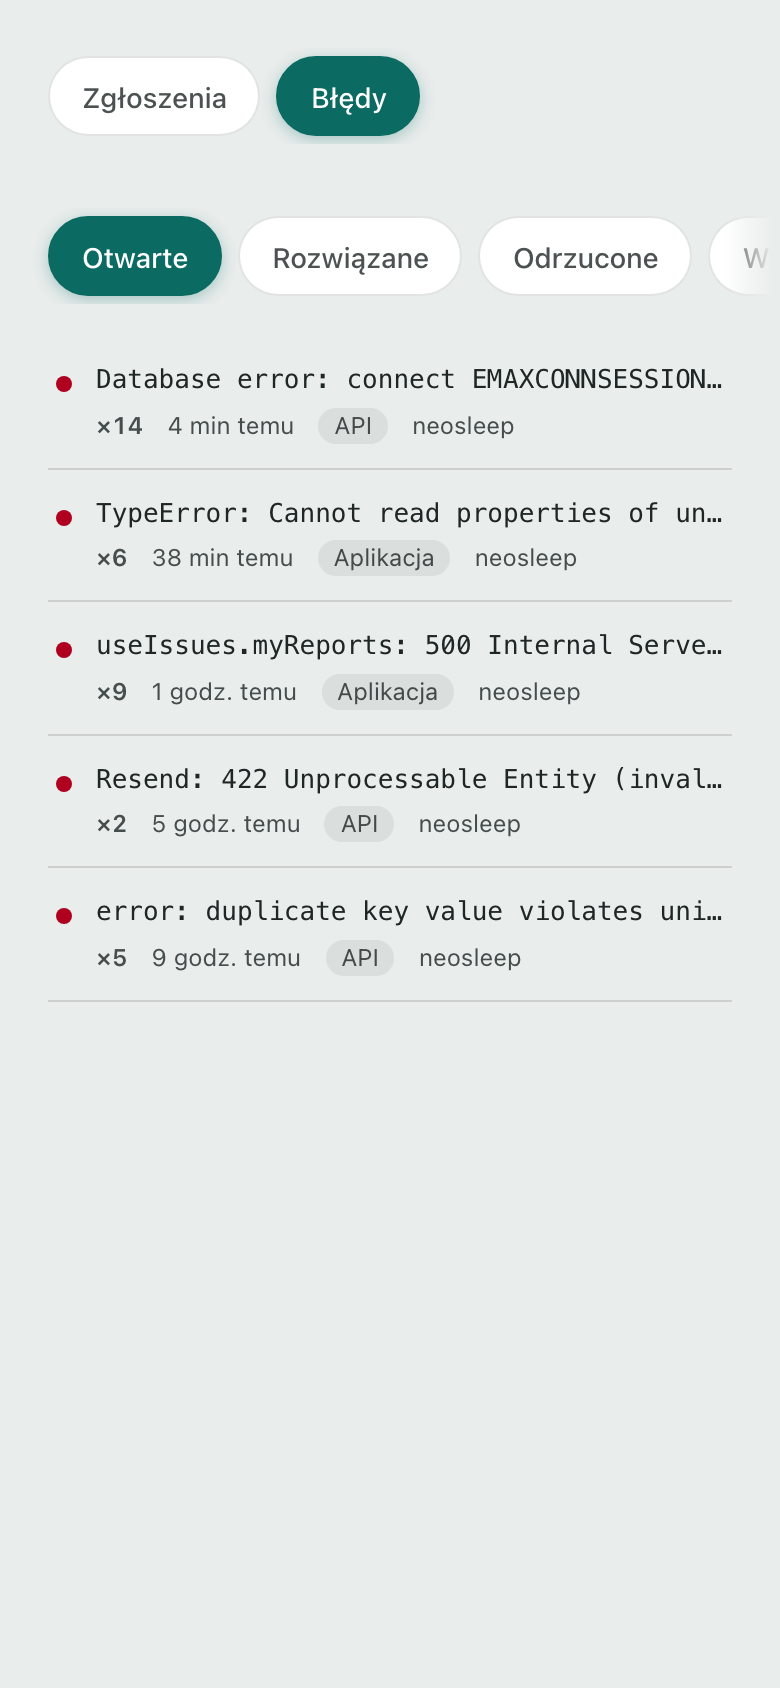 Zgłoszenia Błędy
Otwarte Rozwiązane Odrzucone W
Database error: connect EMAXCONNSESSION…
×14 4 min temu API neosleep
TypeError: Cannot read properties of un…
×6 38 min temu Aplikacja neosleep
useIssues.myReports: 500 Internal Serve…
×9 1 godz. temu Aplikacja neosleep
Resend: 422 Unprocessable Entity (inval…
×2 5 godz. temu API neosleep
error: duplicate key value violates uni…
×5 9 godz. temu API neosleep